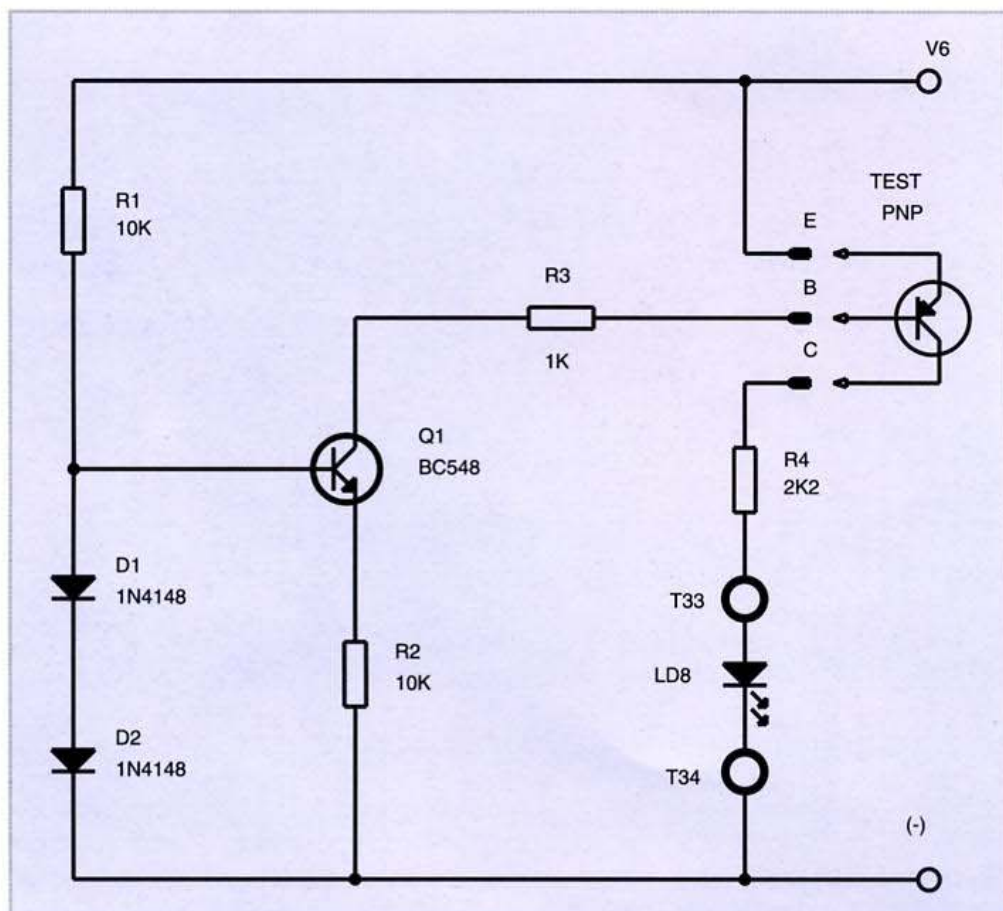 V6
TEST
PNP
R1
10K
E
R3
B
1K
C
Q1
BC548
R4
2K2
D1
1N4148
T33
R2
10K
LD8
D2
1N4148
T34
(-)